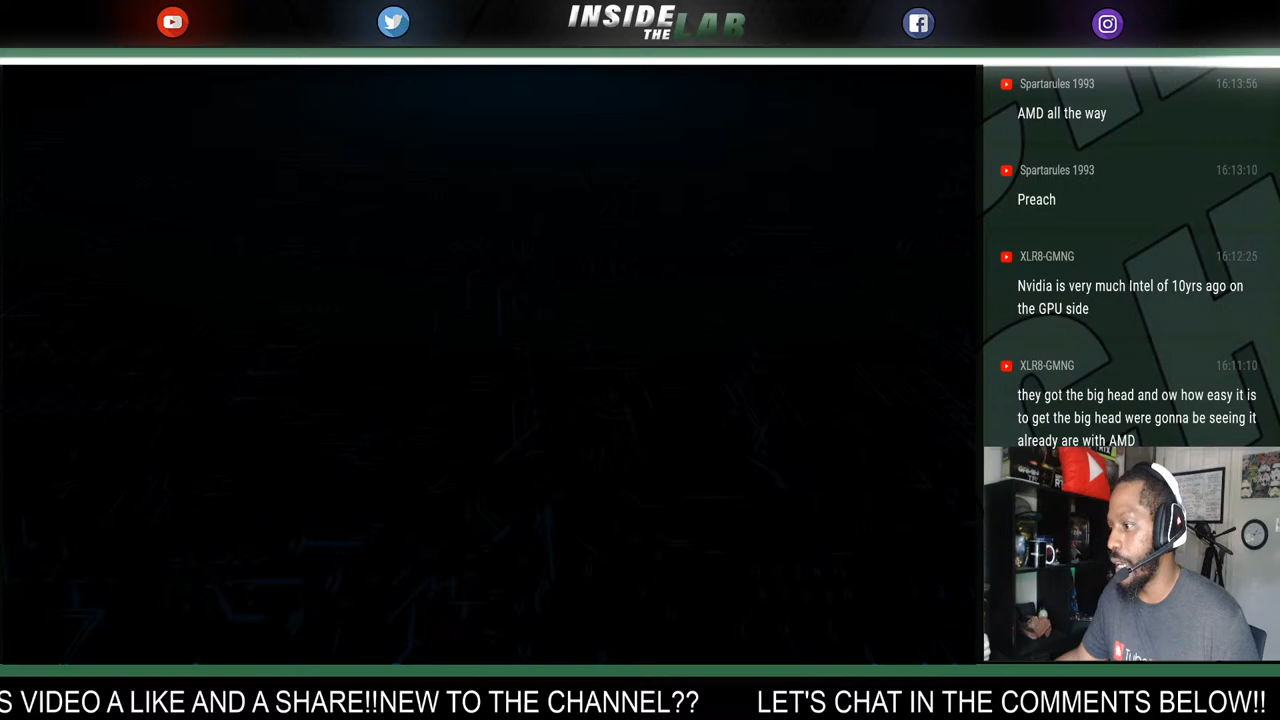 INSIDE
THE LAB
Spartarules 1993 16:13:56
AMD all the way
Spartarules 1993 16:13:10
Preach
XLR8-GMNG 16:12:25
Nvidia is very much Intel of 10yrs ago on
the GPU side
XLR8-GMNG 16:11:10
they got the big head and ow how easy it is
to get the big head were gonna be seeing it
already are with AMD
S VIDEO A LIKE AND A SHARE!!NEW TO THE CHANNEL?? LET'S CHAT IN THE COMMENTS BELOW!!